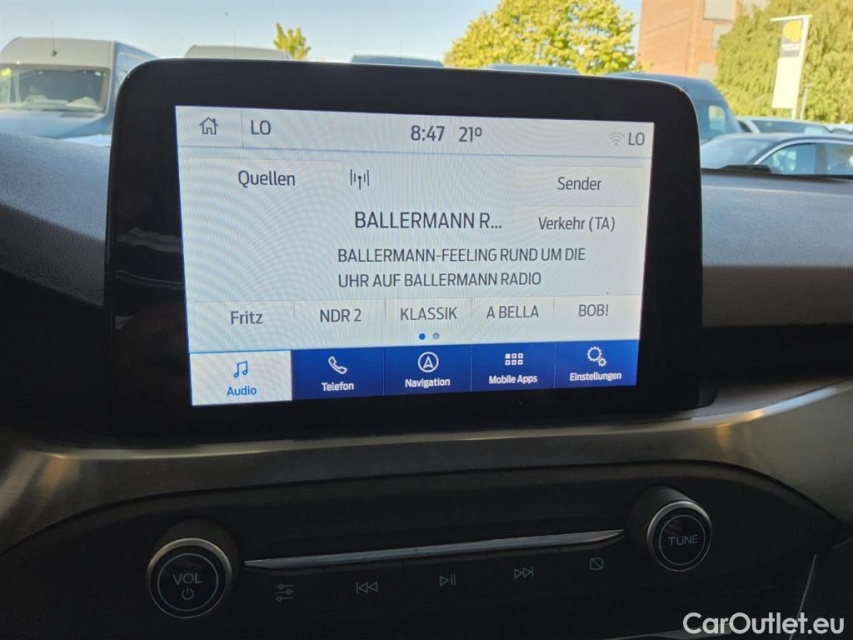 LO 8:47 21º LO
Quellen Sender
BALLERMANN R... Verkehr (TA)
BALLERMANN-FEELING RUND UM DIE
UHR AUF BALLERMANN RADIO
Fritz NDR 2 KLASSIK A BELLA BOB!
Audio Telefon Navigation Mobile Apps Einstellungen
VOL
TUNE
CarOutlet.eu